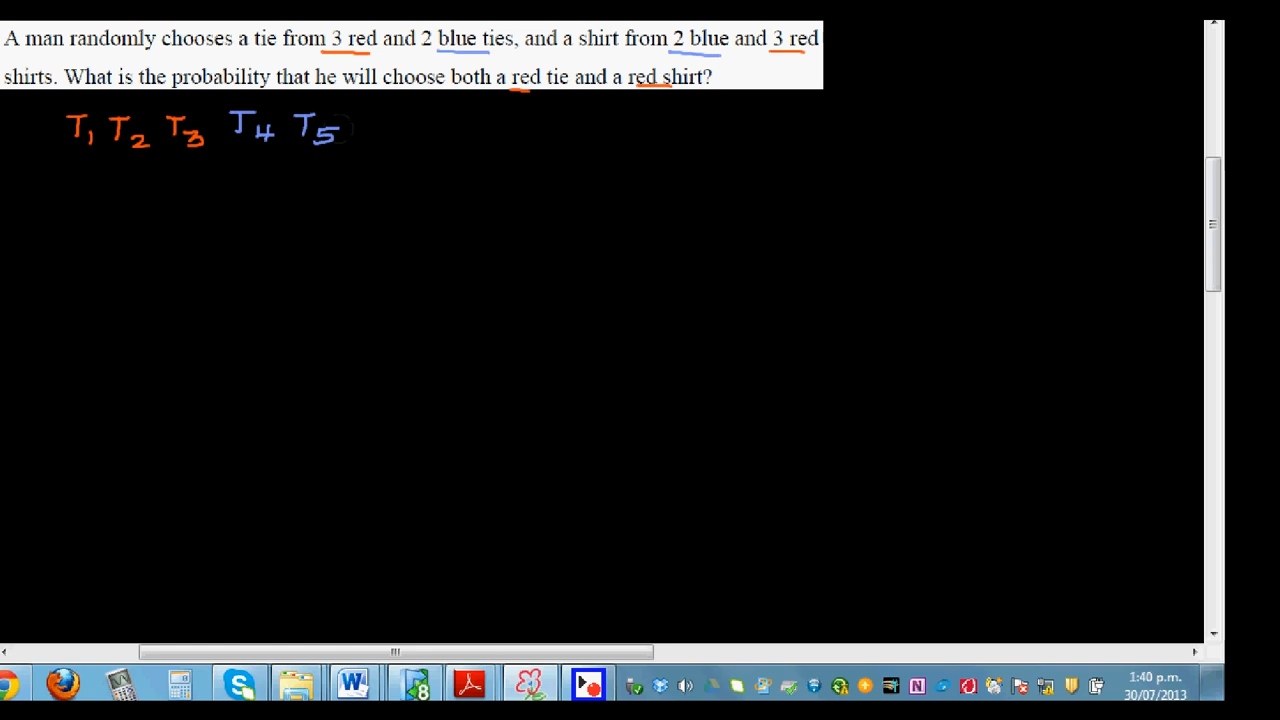 A man randomly chooses a tie from 3 red and 2 blue ties, and a shirt from 2 blue and 3 red
shirts. What is the probability that he will choose both a red tie and a red shirt?
T1 T2 T3 T4 T5
1:40 p.m.
30/07/2013